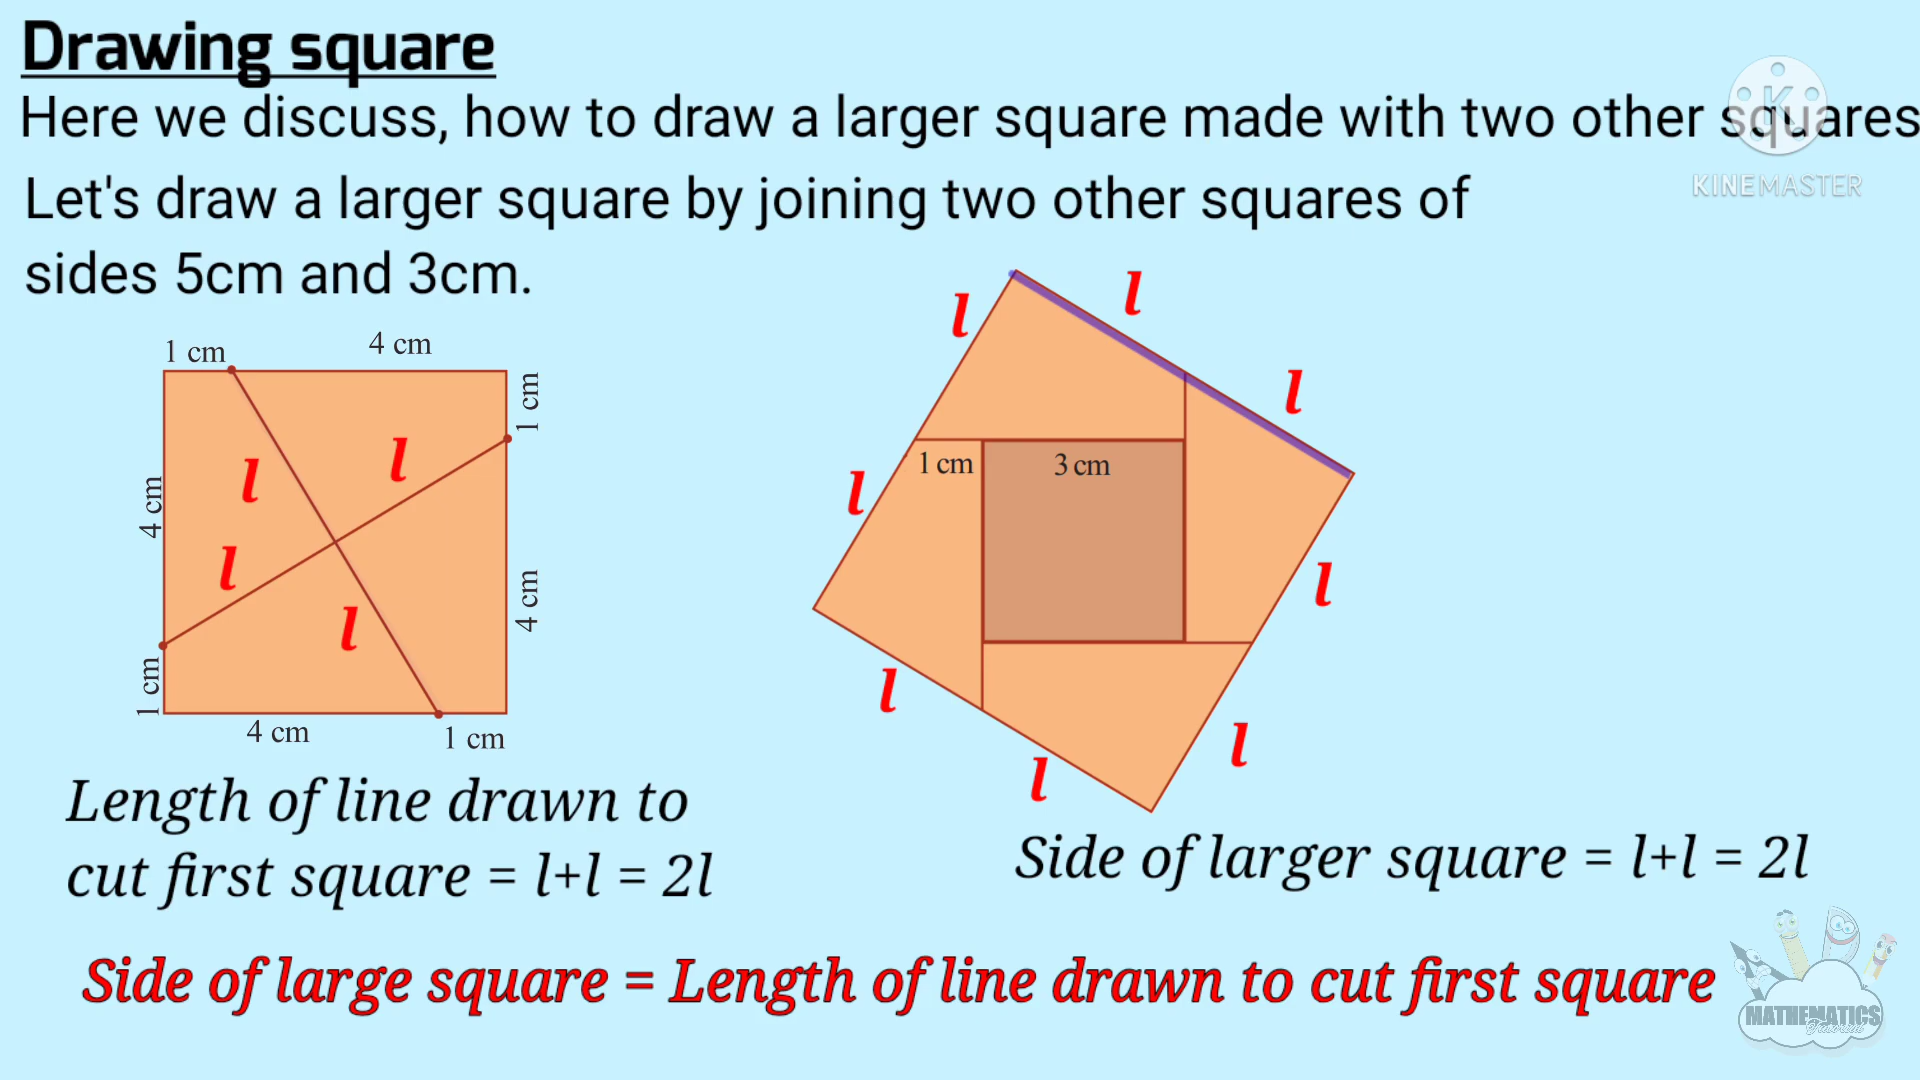 Drawing square
Here we discuss, how to draw a larger square made with two other squares
KINEMASTER
Let's draw a larger square by joining two other squares of
sides 5cm and 3cm.
1 cm
4 cm
1 cm
4 cm
4 cm
1 cm
4 cm
1 cm
l
l
l
l
l
l
l
l
l
l
l
l
1 cm
3 cm
Length of line drawn to
cut first square = l+l = 2l
Side of larger square = l+l = 2l
Side of large square = Length of line drawn to cut first square
MATHEMATICS